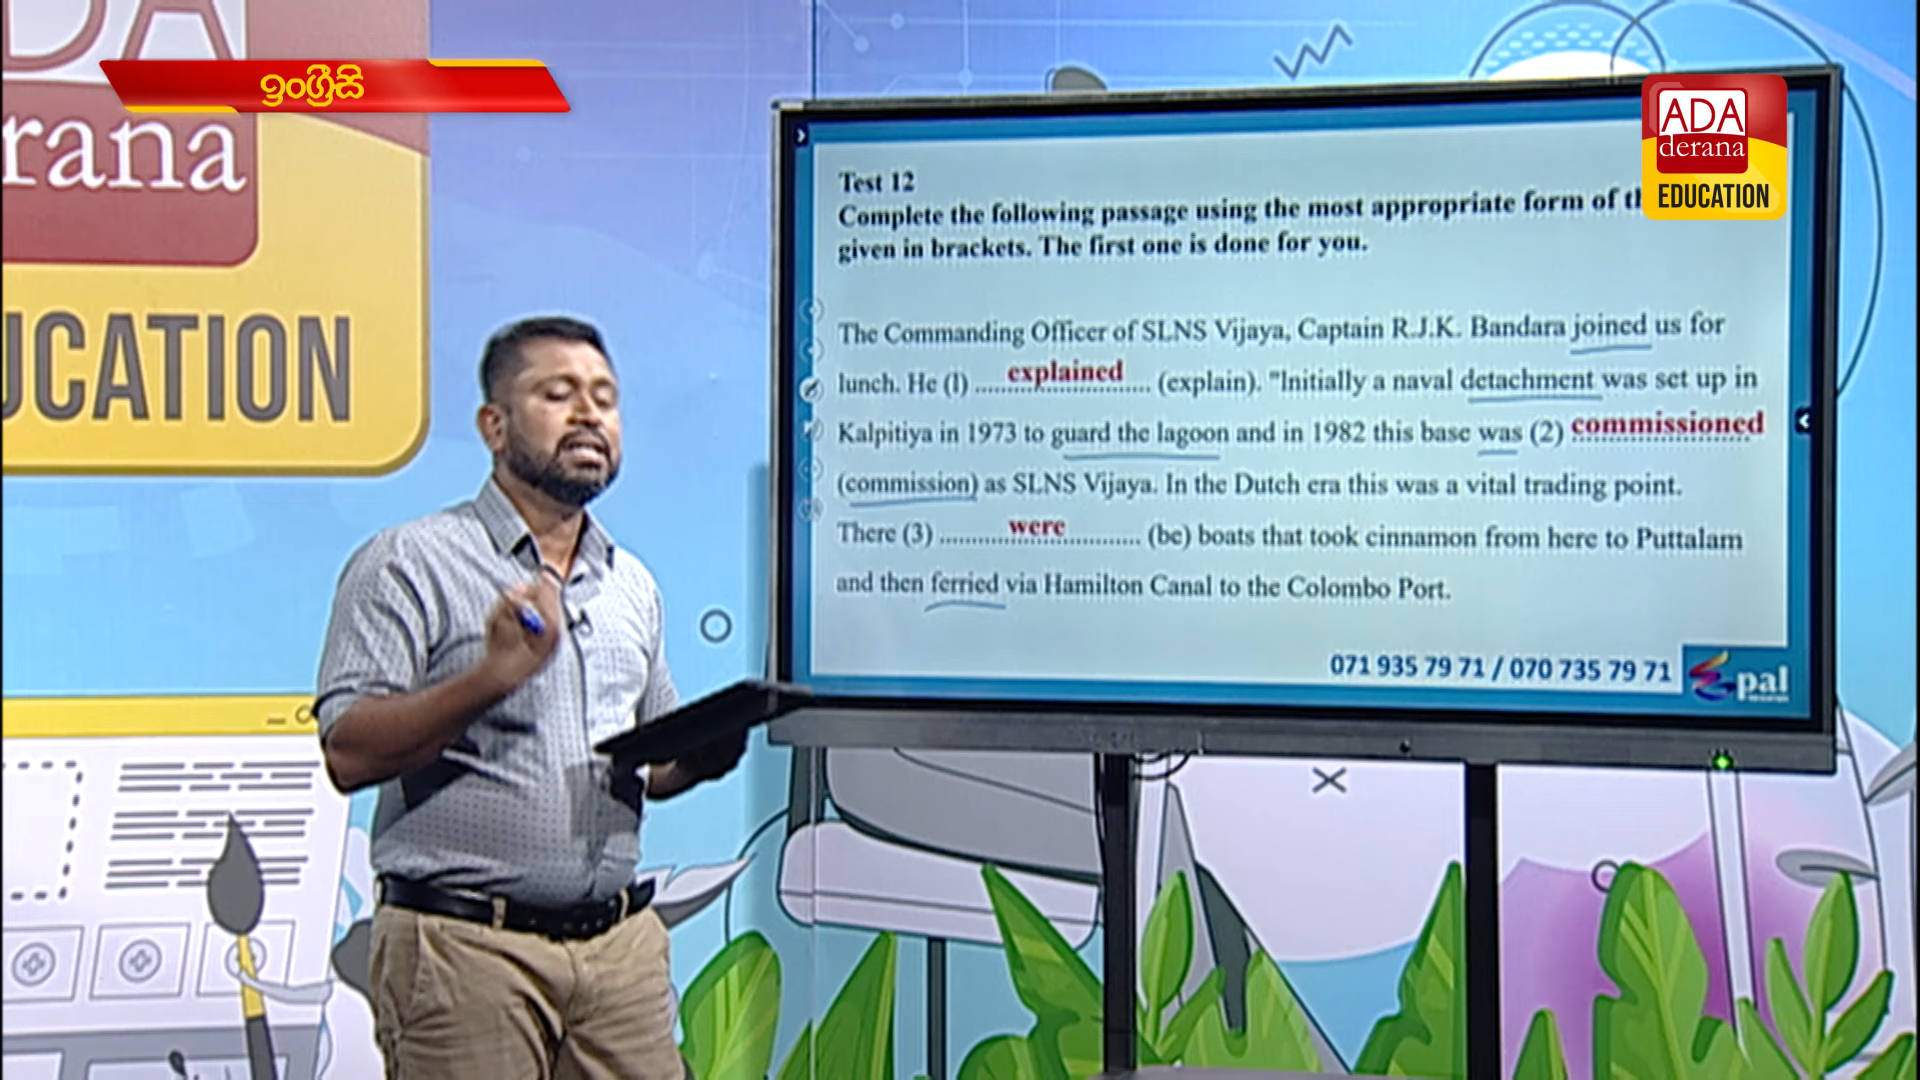 ඉංග්‍රීසි
DA
rana
UCATION
ADA
derana
EDUCATION
Test 12
Complete the following passage using the most appropriate form of
given in brackets. The first one is done for you.
The Commanding Officer of SLNS Vijaya, Captain R.J.K. Bandara joined us for
lunch. He (1) .......... explained .......... (explain). "Initially a naval detachment was set up in
Kalpitiya in 1973 to guard the lagoon and in 1982 this base was (2) commissioned
(commission) as SLNS Vijaya. In the Dutch era this was a vital trading point.
There (3) .......... were .......... (be) boats that took cinnamon from here to Puttalam
and then ferried via Hamilton Canal to the Colombo Port.
071 935 79 71 / 070 735 79 71
pal